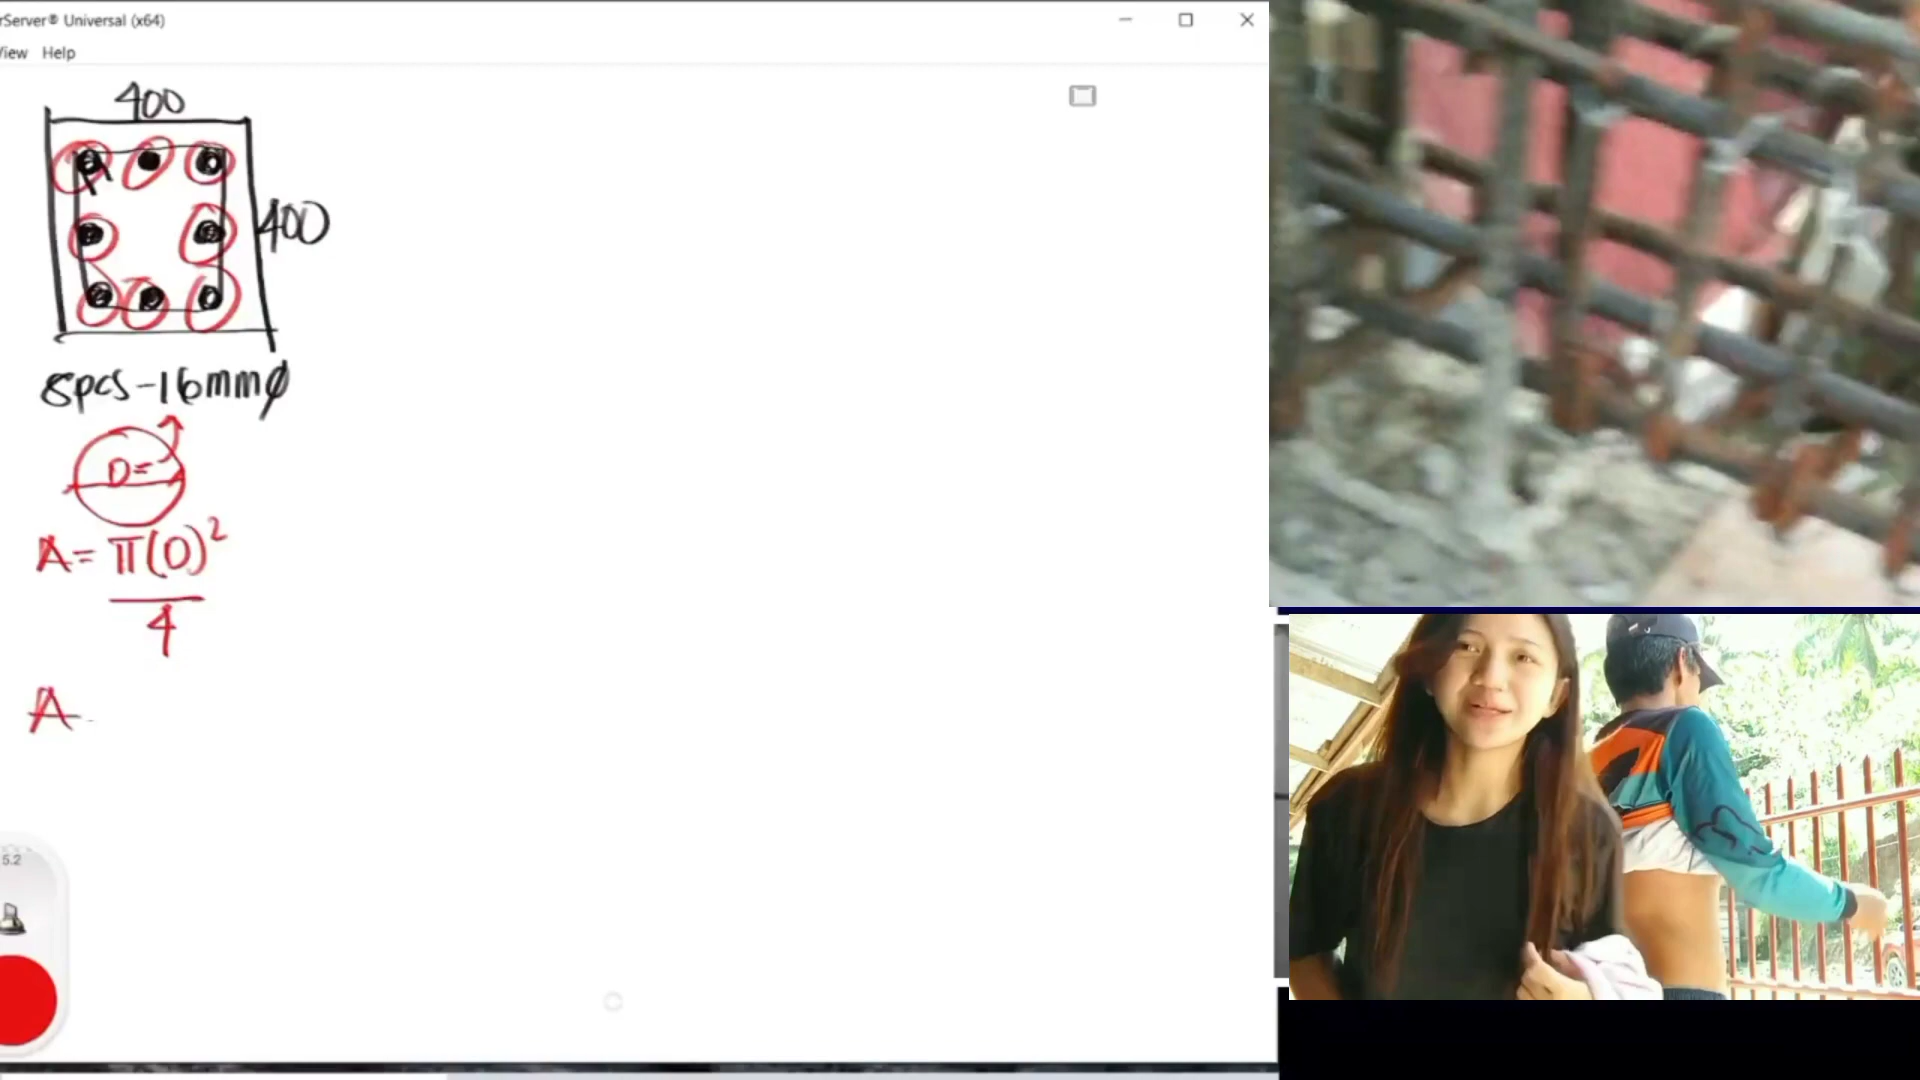 rServer® Universal (x64)
View Help
400
400
8pcs-16mmø
D=
A= π(D)²
4
A
5.2